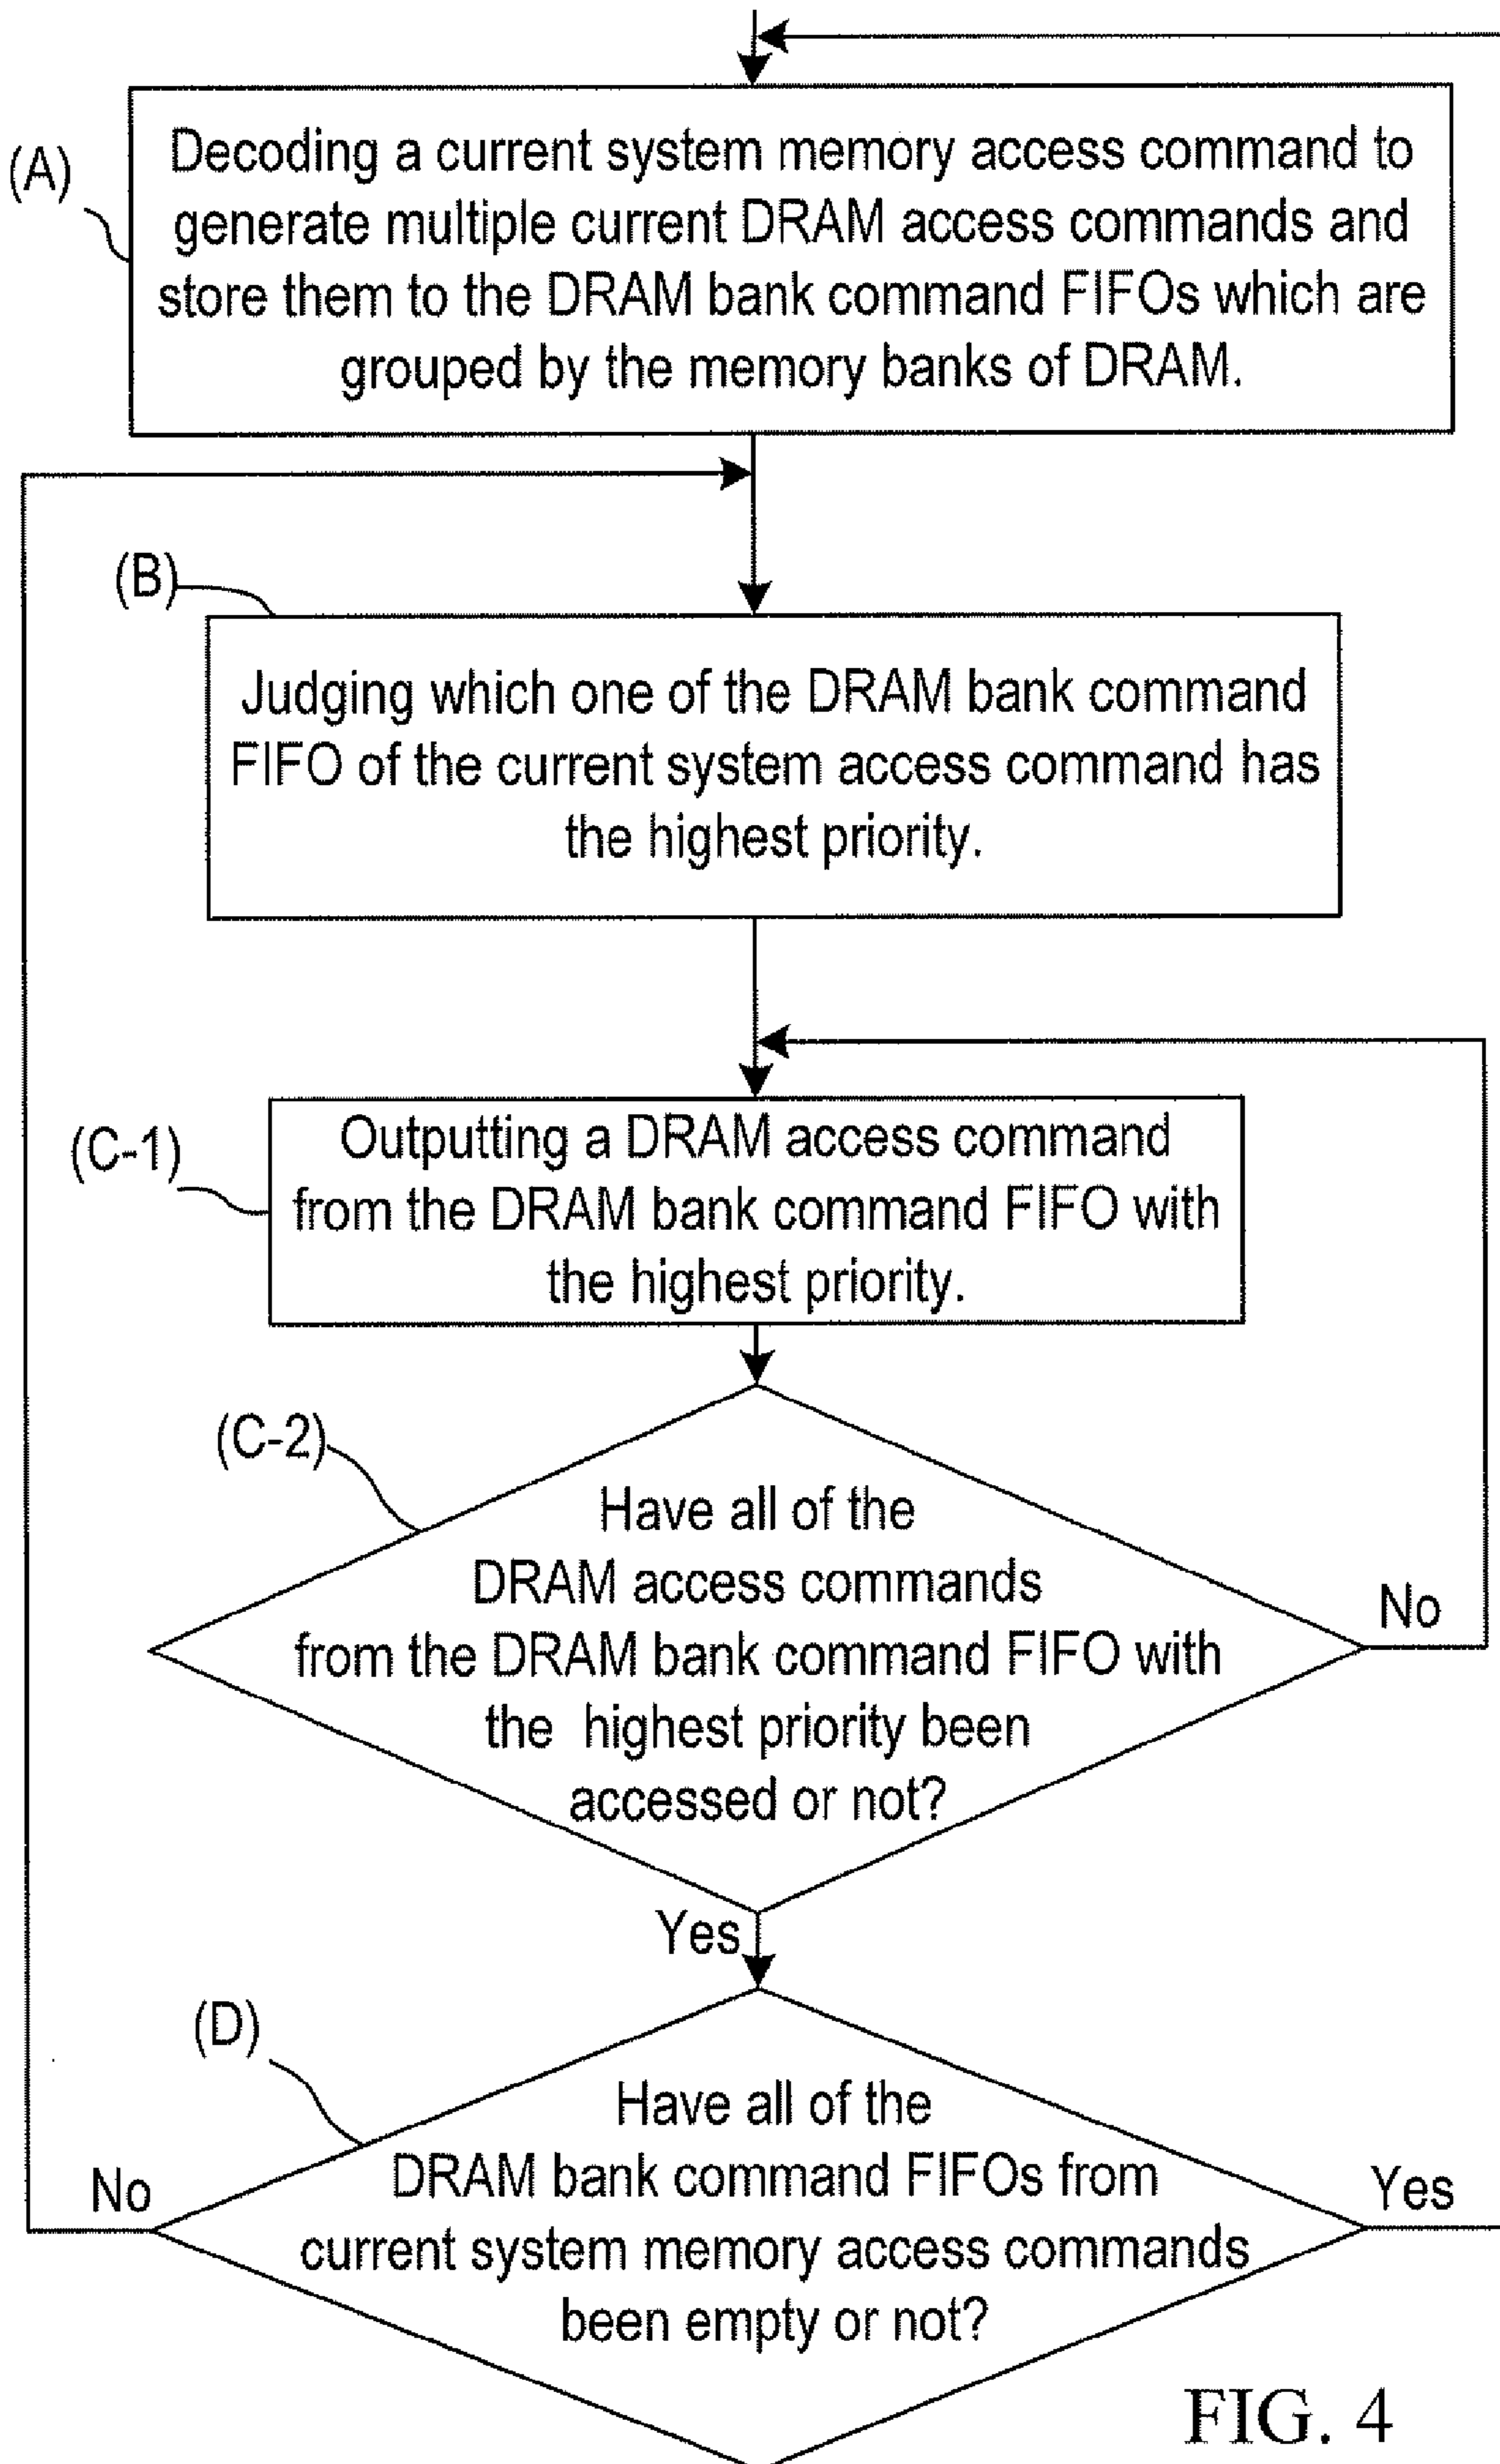 (A)
Decoding a current system memory access command to
generate multiple current DRAM access commands and
store them to the DRAM bank command FIFOs which are
grouped by the memory banks of DRAM.
(B)
Judging which one of the DRAM bank command
FIFO of the current system access command has
the highest priority.
(C-1)
Outputting a DRAM access command
from the DRAM bank command FIFO with
the highest priority.
(C-2)
Have all of the
DRAM access commands
from the DRAM bank command FIFO with
the highest priority been
accessed or not?
No
Yes
(D)
Have all of the
DRAM bank command FIFOs from
current system memory access commands
been empty or not?
No
Yes
FIG. 4